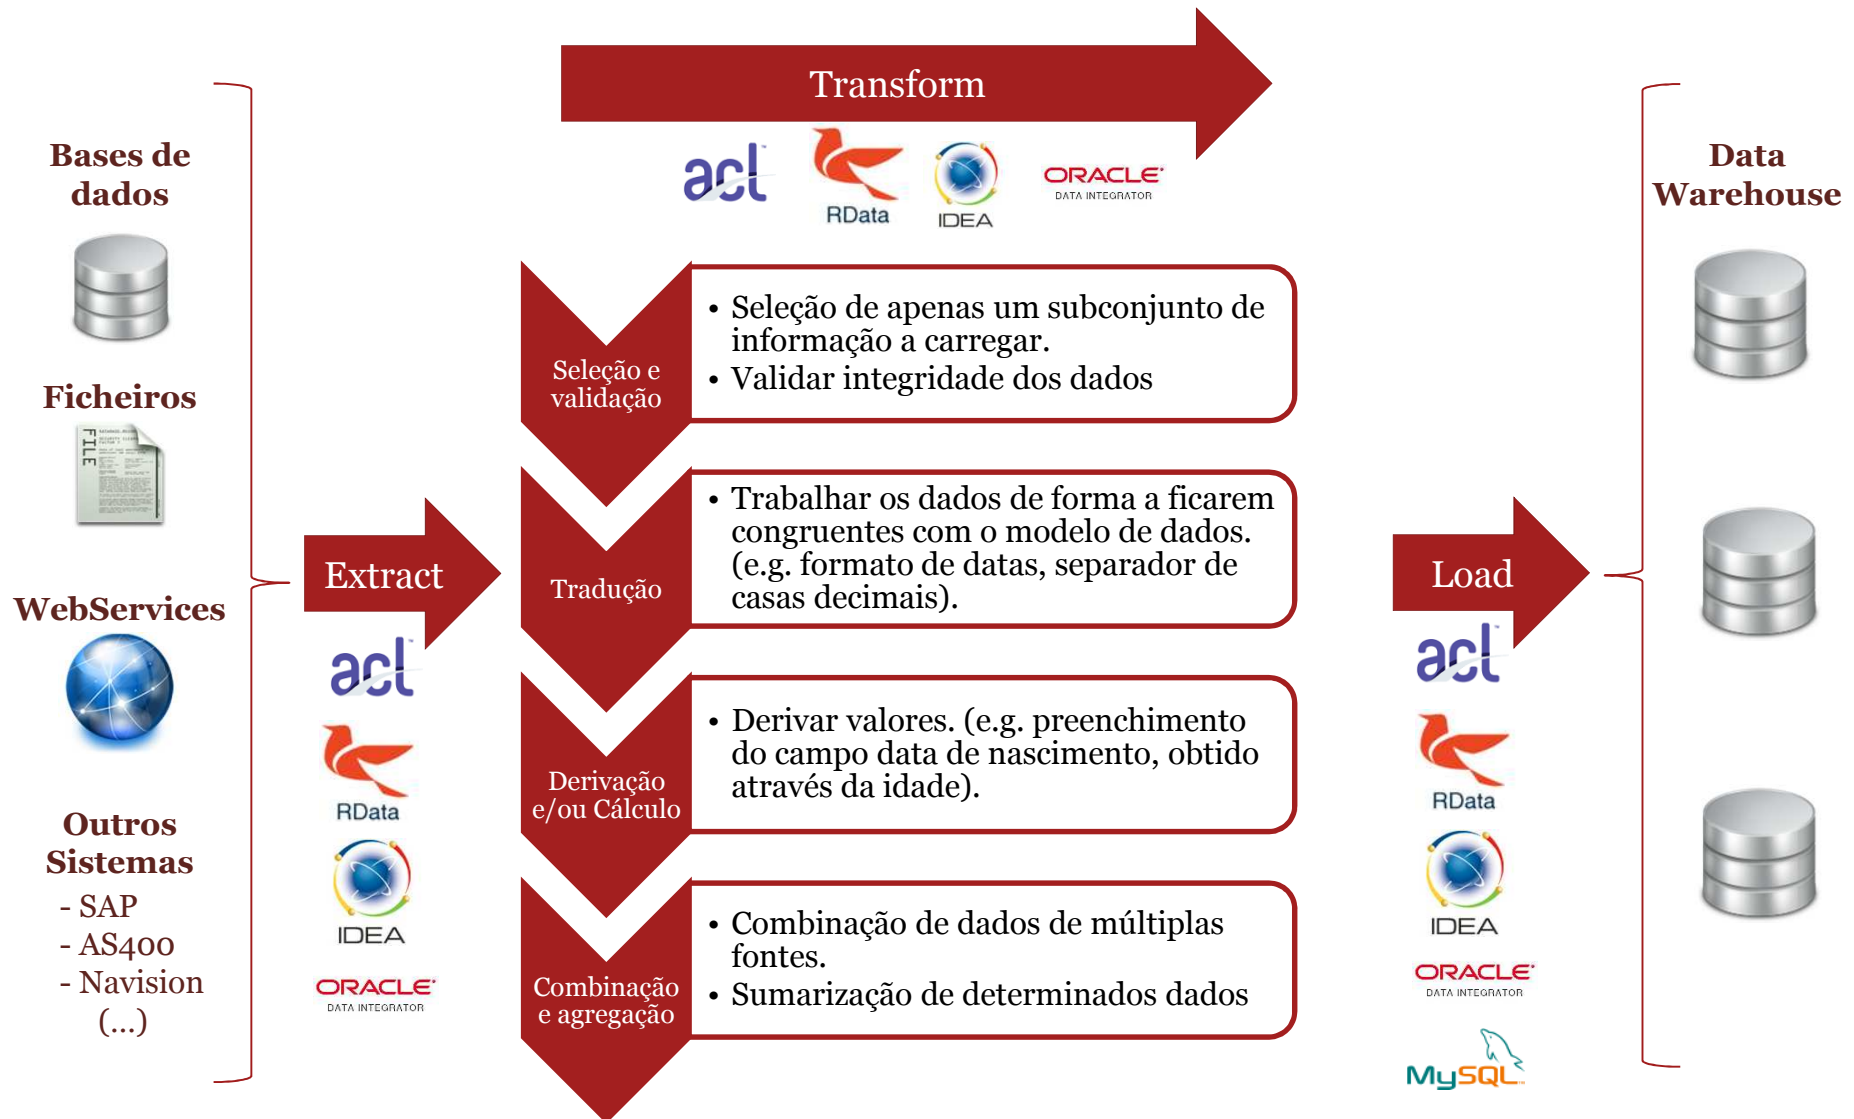 Transform
acl™
RData
IDEA
ORACLE
DATA INTEGRATOR
Bases de
dados
Ficheiros
FILE
WebServices
Outros
Sistemas
- SAP
- AS400
- Navision
(...)
Extract
acl™
RData
IDEA
ORACLE
DATA INTEGRATOR
Seleção e
validação
• Seleção de apenas um subconjunto de
informação a carregar.
• Validar integridade dos dados
Tradução
• Trabalhar os dados de forma a ficarem
congruentes com o modelo de dados.
(e.g. formato de datas, separador de
casas decimais).
Derivação
e/ou Cálculo
• Derivar valores. (e.g. preenchimento
do campo data de nascimento, obtido
através da idade).
Combinação
e agregação
• Combinação de dados de múltiplas
fontes.
• Sumarização de determinados dados
Load
acl™
RData
IDEA
ORACLE
DATA INTEGRATOR
MySQL
Data
Warehouse